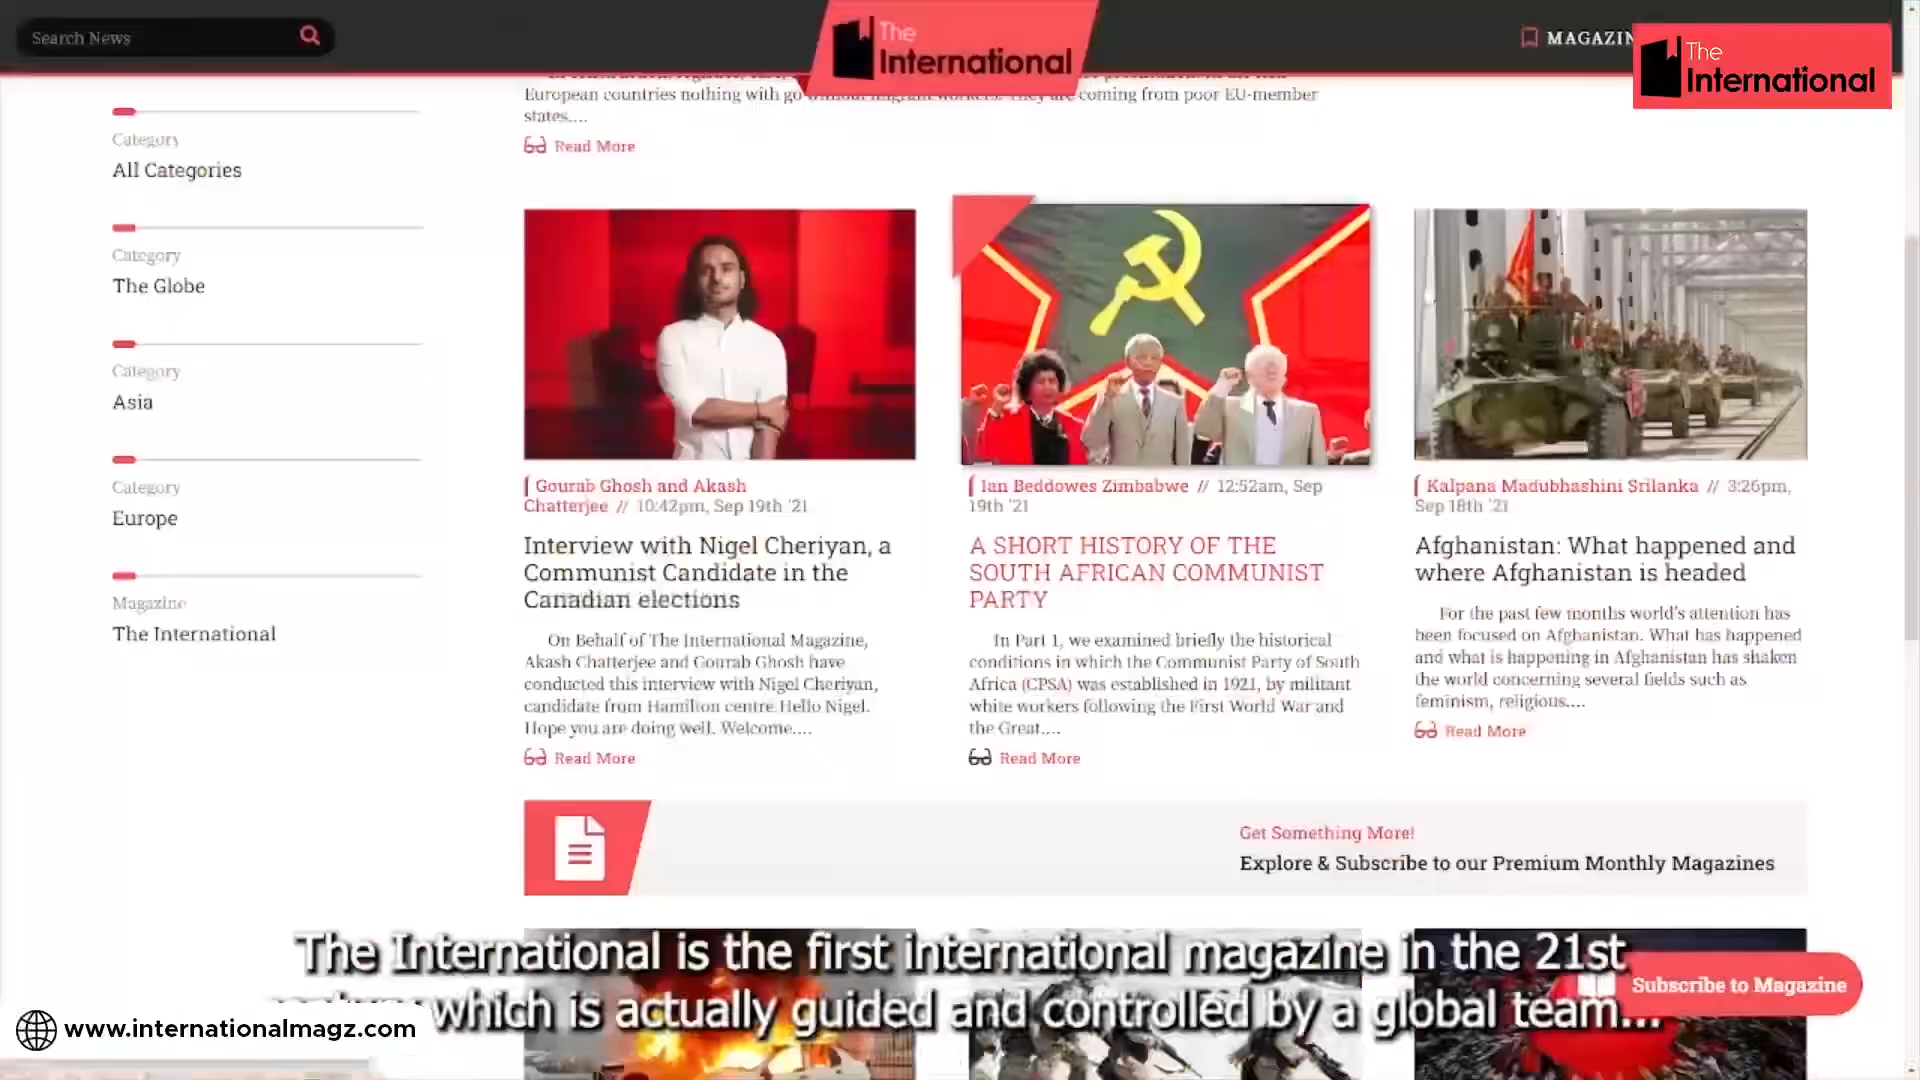 Search News
The
International
MAGAZIN
The
International
European countries nothing with go without migrant workers. They are coming from poor EU-member
states....
Read More
Category
All Categories
Category
The Globe
Category
Asia
Category
Europe
Magazine
The International
Gourab Ghosh and Akash
Chatterjee // 10:42pm, Sep 19th '21
Interview with Nigel Cheriyan, a
Communist Candidate in the
Canadian elections
On Behalf of The International Magazine,
Akash Chatterjee and Gourab Ghosh have
conducted this interview with Nigel Cheriyan,
candidate from Hamilton centre.Hello Nigel.
Hope you are doing well. Welcome....
Read More
Ian Beddowes Zimbabwe // 12:52am, Sep
19th '21
A SHORT HISTORY OF THE
SOUTH AFRICAN COMMUNIST
PARTY
In Part 1, we examined briefly the historical
conditions in which the Communist Party of South
Africa (CPSA) was established in 1921, by militant
white workers following the First World War and
the Great....
Read More
Kalpana Madubhashini Srilanka // 3:26pm,
Sep 18th '21
Afghanistan: What happened and
where Afghanistan is headed
For the past few months world's attention has
been focused on Afghanistan. What has happened
and what is happening in Afghanistan has shaken
the world concerning several fields such as
feminism, religious....
Read More
Get Something More!
Explore & Subscribe to our Premium Monthly Magazines
The International is the first international magazine in the 21st
which is actually guided and controlled by a global team...
Subscribe to Magazine
www.internationalmagz.com